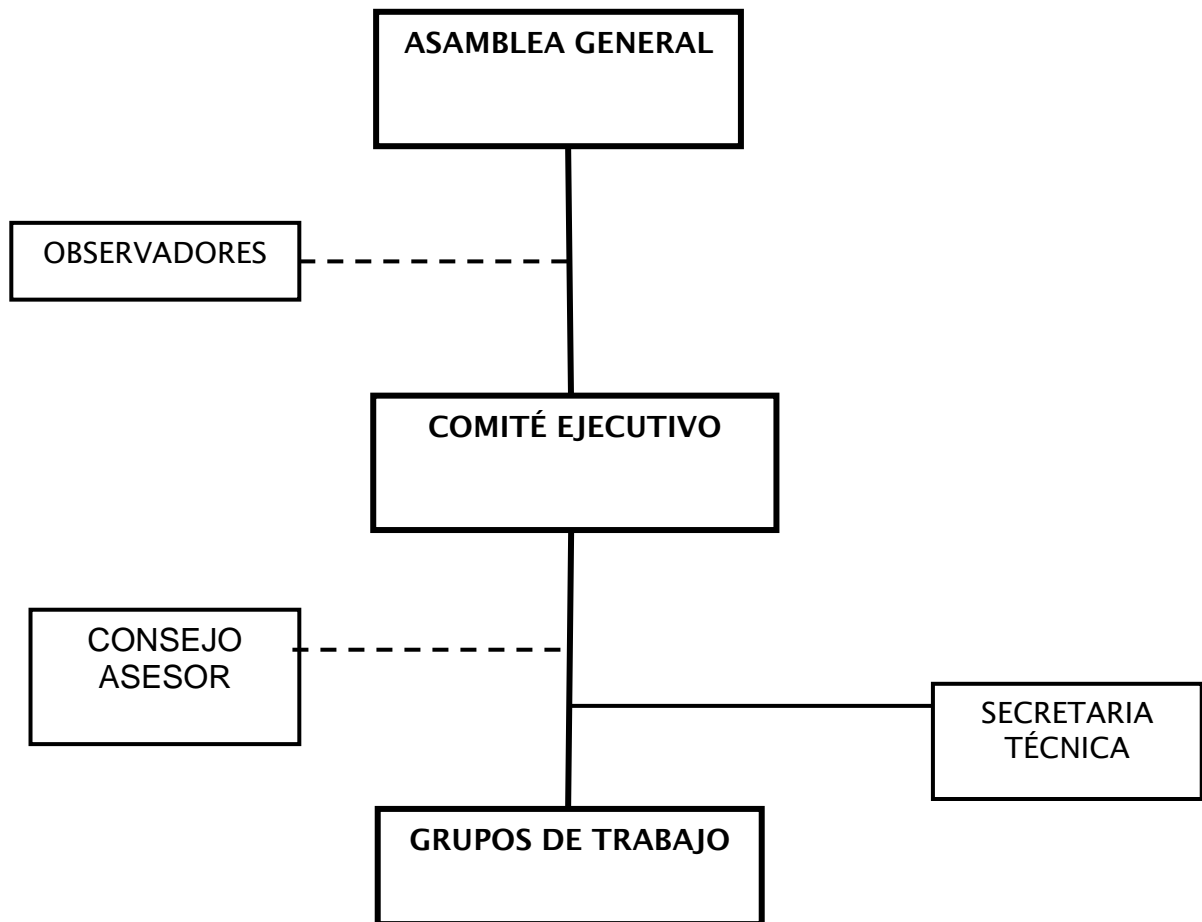 ASAMBLEA GENERAL
OBSERVADORES
COMITÉ EJECUTIVO
CONSEJO
ASESOR
SECRETARIA
TÉCNICA
GRUPOS DE TRABAJO